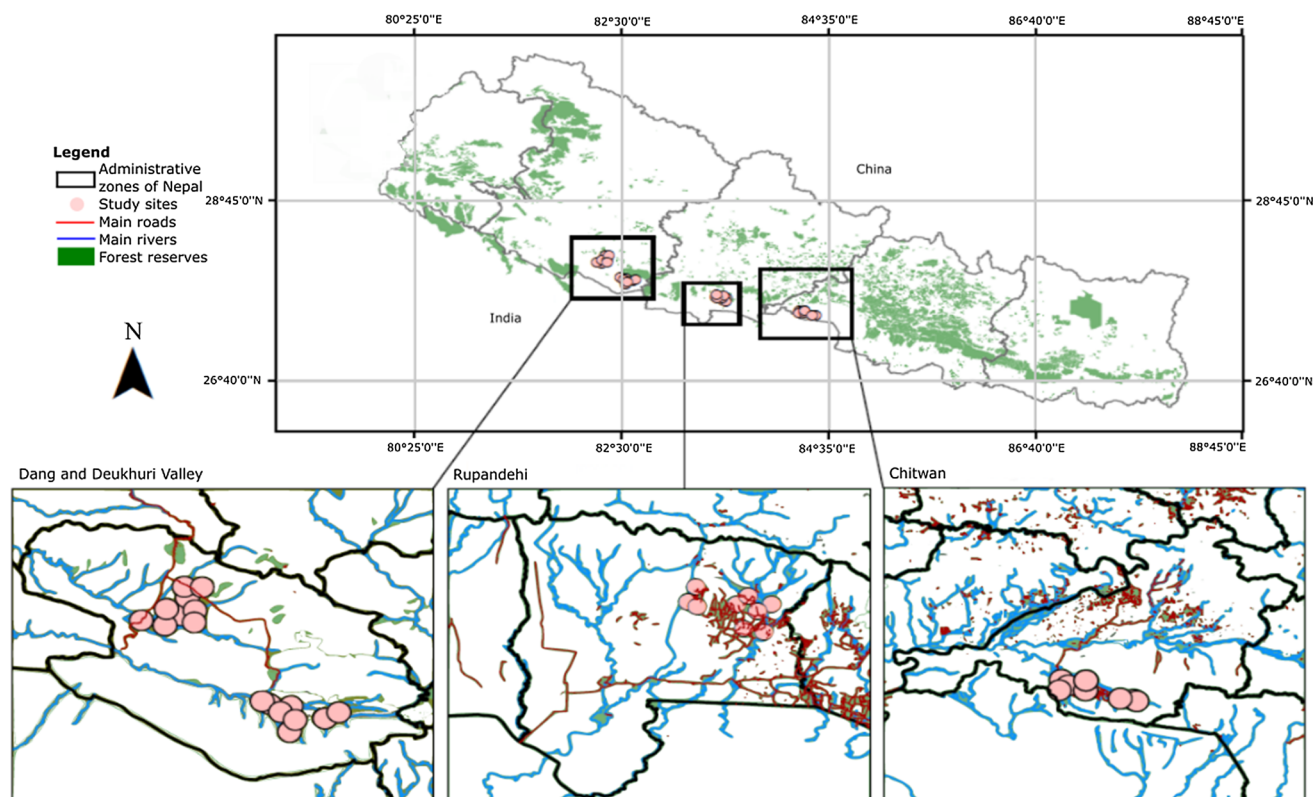 80°25'0"E
82°30'0"E
84°35'0"E
86°40'0"E
88°45'0"E
China
Legend
Administrative
zones of Nepal
Study sites
Main roads
Main rivers
Forest reserves
28°45'0"N
28°45'0"N
India
N
26°40'0"N
26°40'0"N
80°25'0"E
82°30'0"E
84°35'0"E
86°40'0"E
88°45'0"E
Dang and Deukhuri Valley
Rupandehi
Chitwan